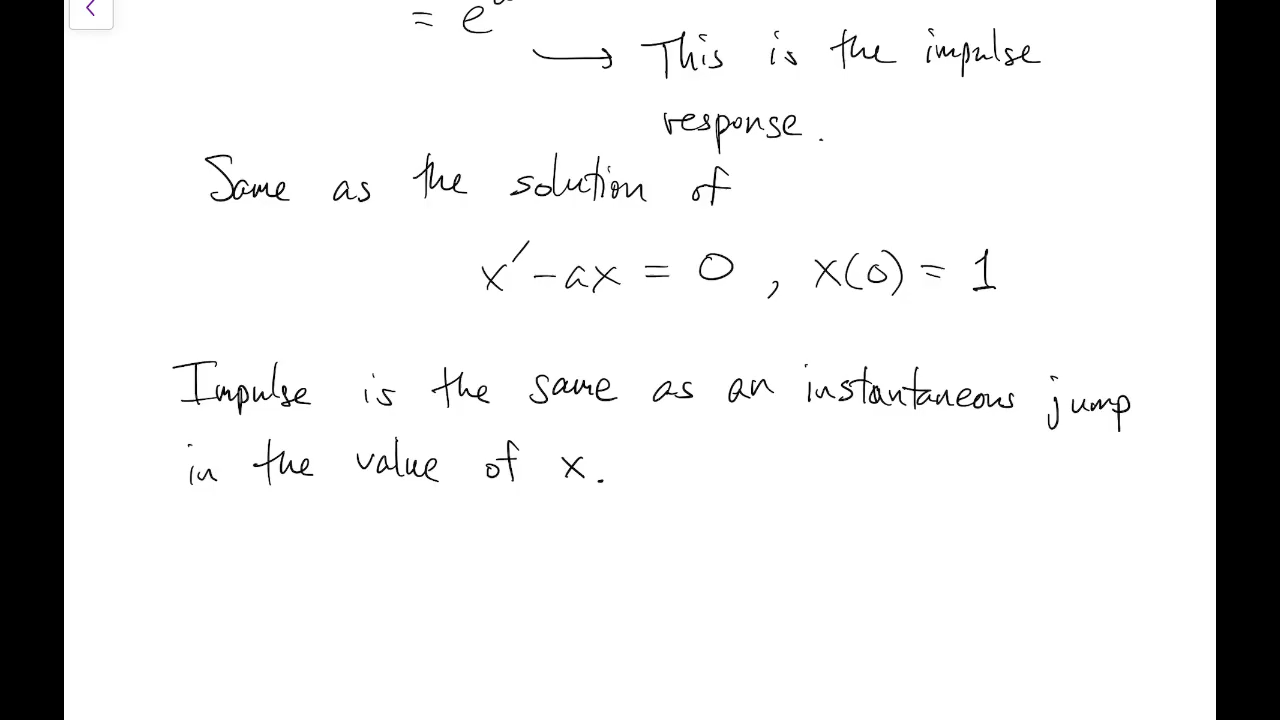 = e
→ This is the impulse
response.
Same as the solution of
x′ - ax = 0 , x(0) = 1
Impulse is the same as an instantaneous jump
in the value of x.